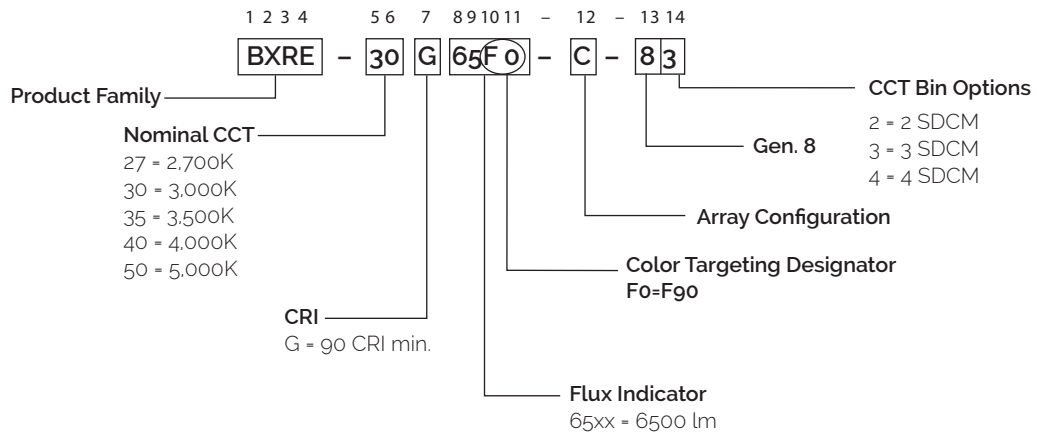 1 2 3 4 5 6 7 8 9 10 11 – 12 – 13 14
BXRE – 30 G 65F0 – C – 83
Product Family
CCT Bin Options
2 = 2 SDCM
3 = 3 SDCM
4 = 4 SDCM
Nominal CCT
27 = 2,700K
30 = 3,000K
35 = 3,500K
40 = 4,000K
50 = 5,000K
Gen. 8
Array Configuration
Color Targeting Designator
F0=F90
CRI
G = 90 CRI min.
Flux Indicator
65xx = 6500 lm